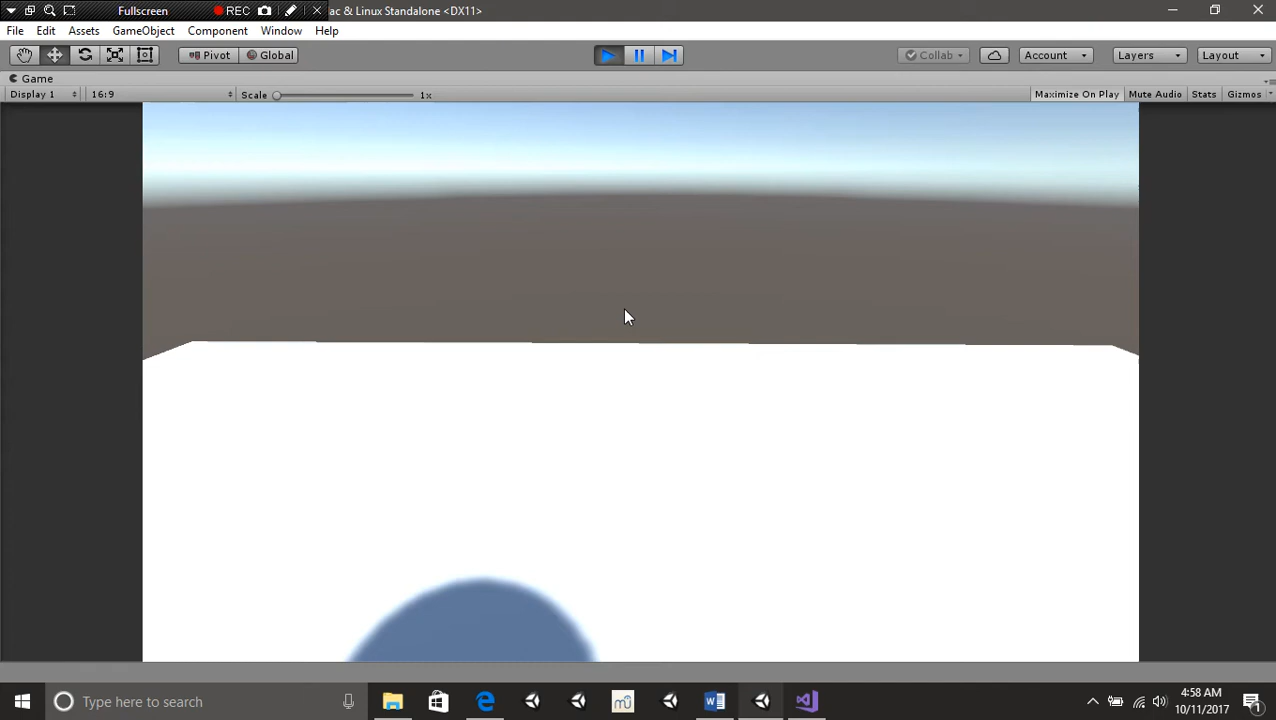 Fullscreen REC ac & Linux Standalone <DX11>
File Edit Assets GameObject Component Window Help
Pivot Global Collab Account Layers Layout
Game
Display 1 16:9 Scale 1x Maximize On Play Mute Audio Stats Gizmos
4:58 AM
Type here to search
10/11/2017